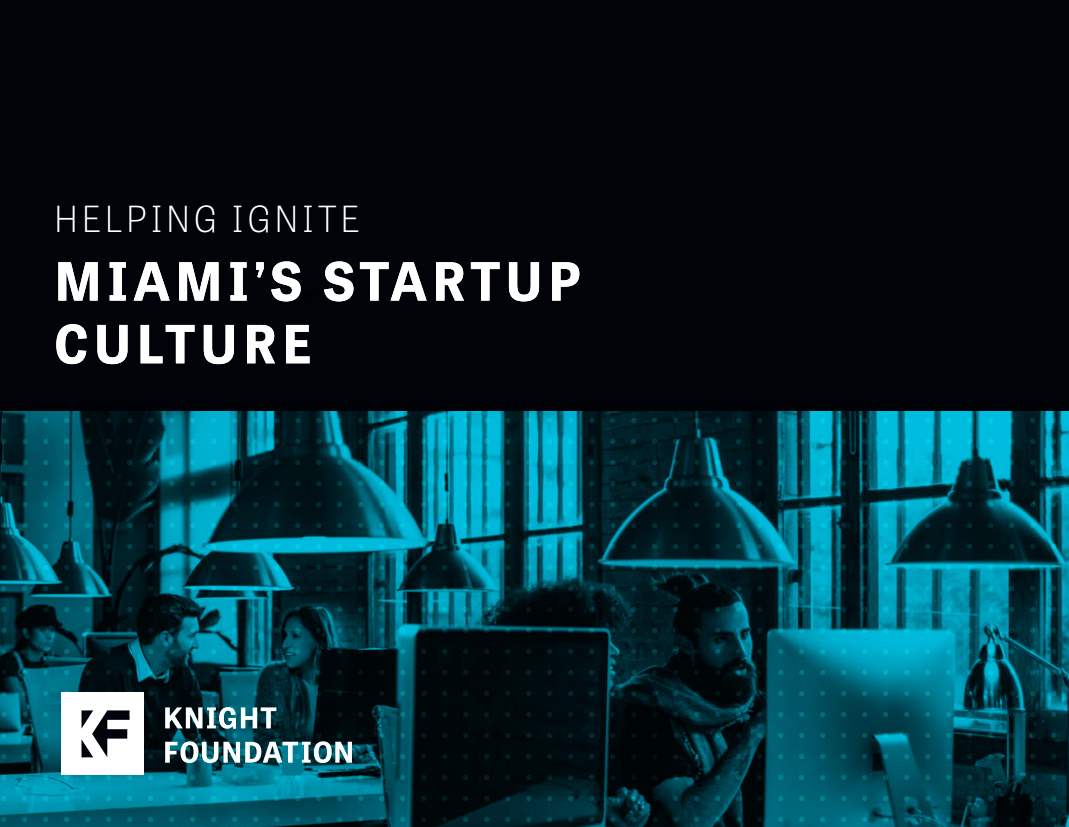 HELPING IGNITE
MIAMI'S STARTUP
CULTURE
KF
KNIGHT
FOUNDATION